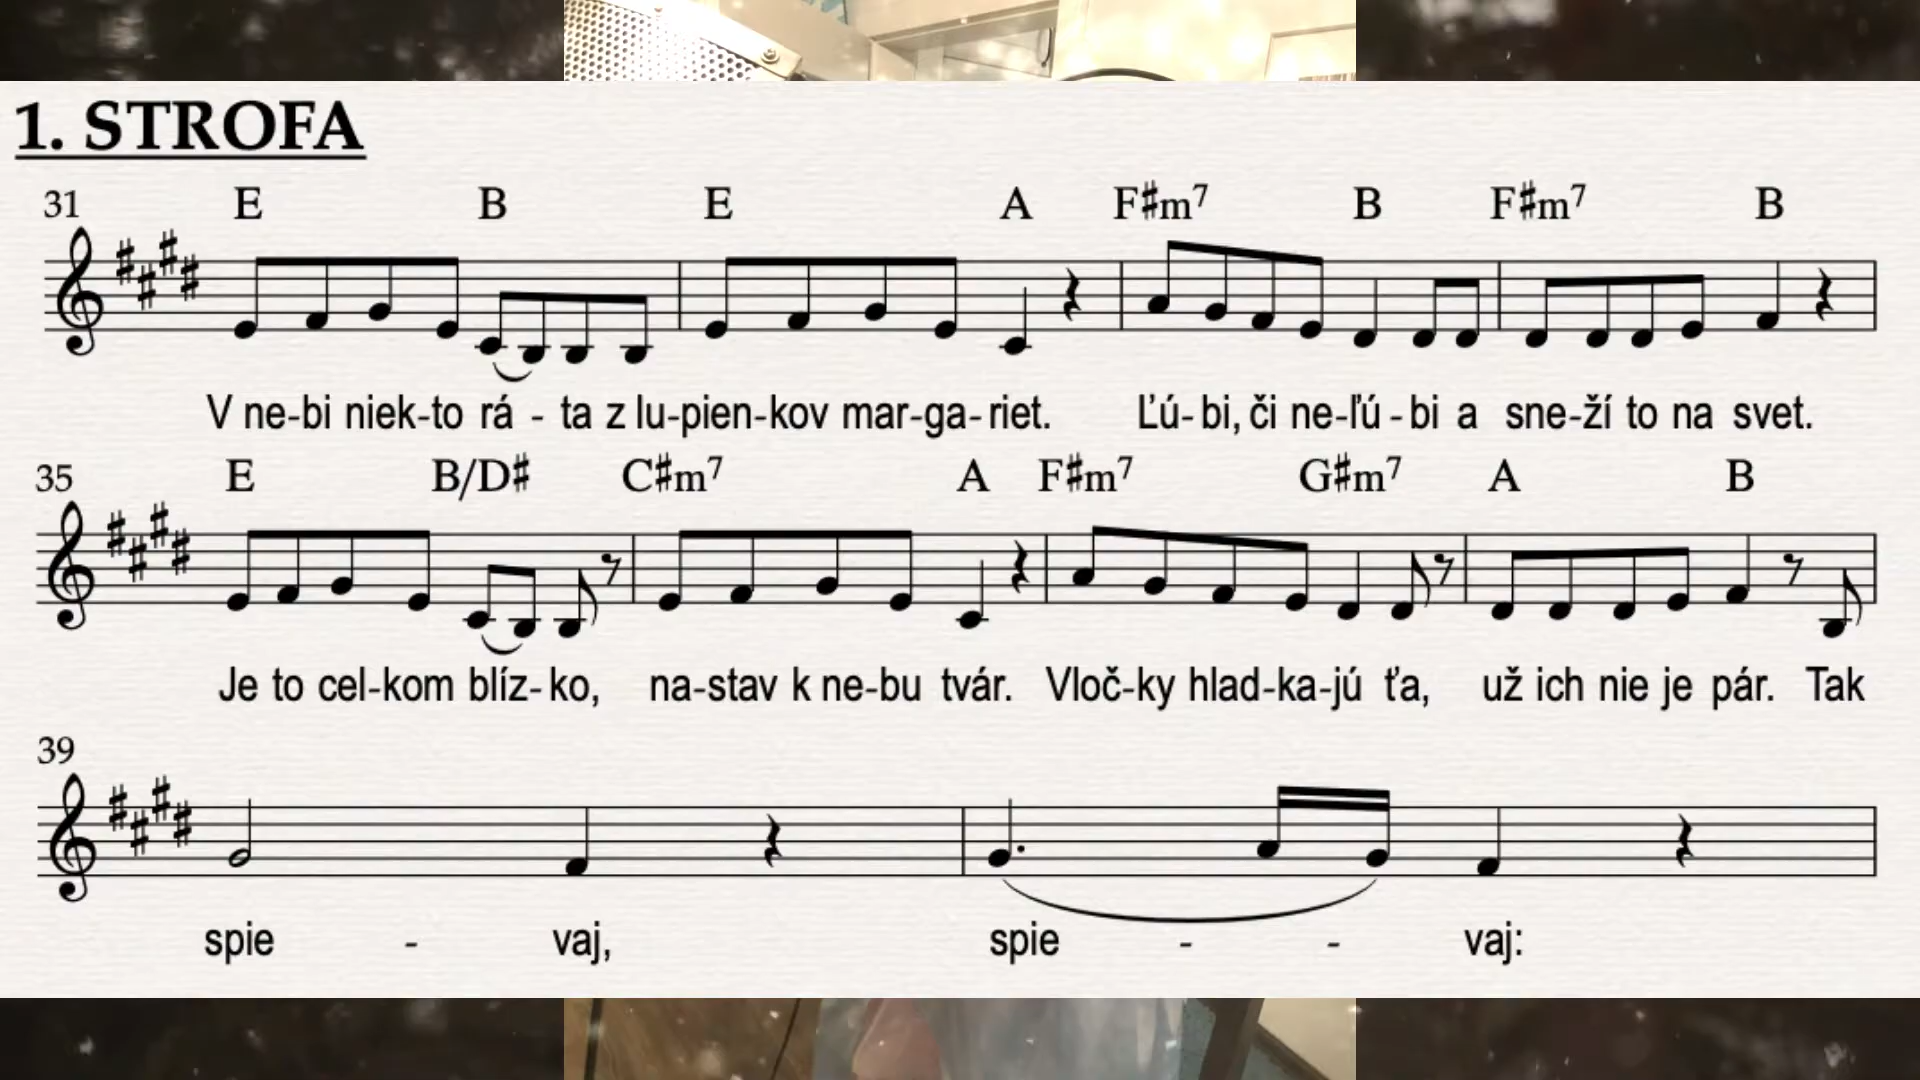 1. STROFA
31 E B E A F♯m7 B F♯m7 B
V ne-bi niek-to rá - ta z lu-pien-kov mar-ga-riet. Ľú-bi, či ne-ľú-bi a sne-ží to na svet.
35 E B/D♯ C♯m7 A F♯m7 G♯m7 A B
Je to cel-kom blíz-ko, na-stav k ne-bu tvár. Vloč-ky hlad-ka-jú ťa, už ich nie je pár. Tak
39
spie - vaj, spie - - vaj: